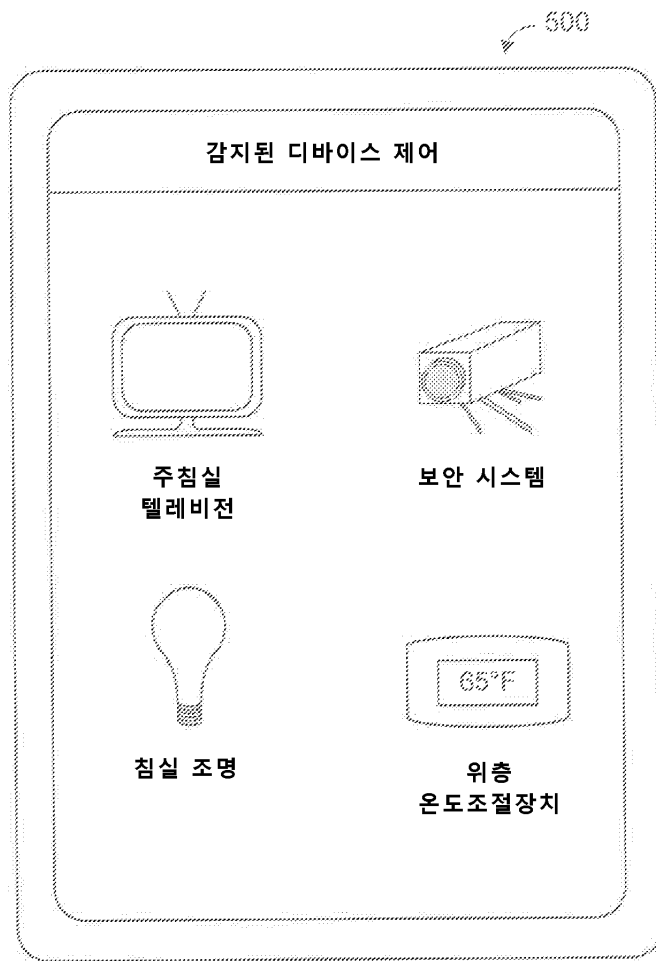 500
감지된 디바이스 제어
주침실
텔레비전
보안 시스템
65°F
침실 조명
위층
온도조절장치